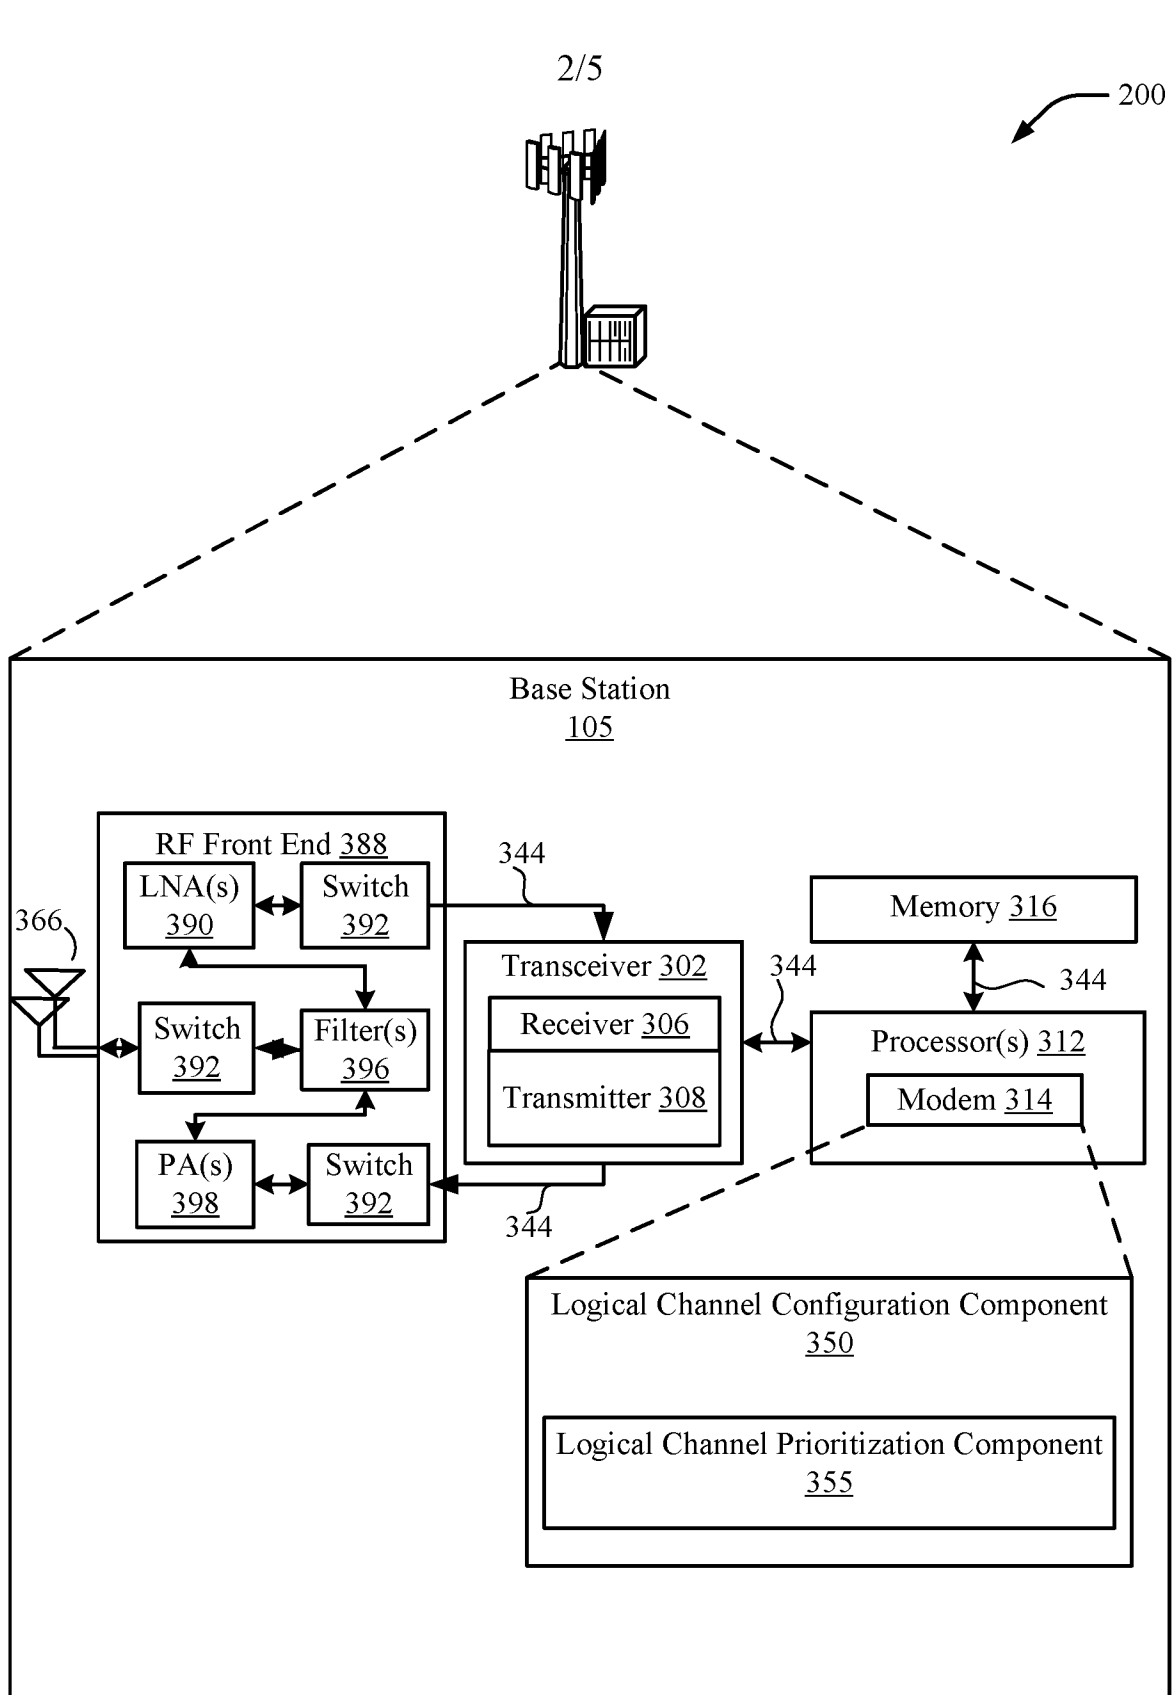 2/5
200
Base Station
105
RF Front End 388
LNA(s)
390
Switch
392
344
366
Switch
392
Filter(s)
396
PA(s)
398
Switch
392
344
Transceiver 302
Receiver 306
Transmitter 308
344
Memory 316
344
Processor(s) 312
Modem 314
Logical Channel Configuration Component
350
Logical Channel Prioritization Component
355